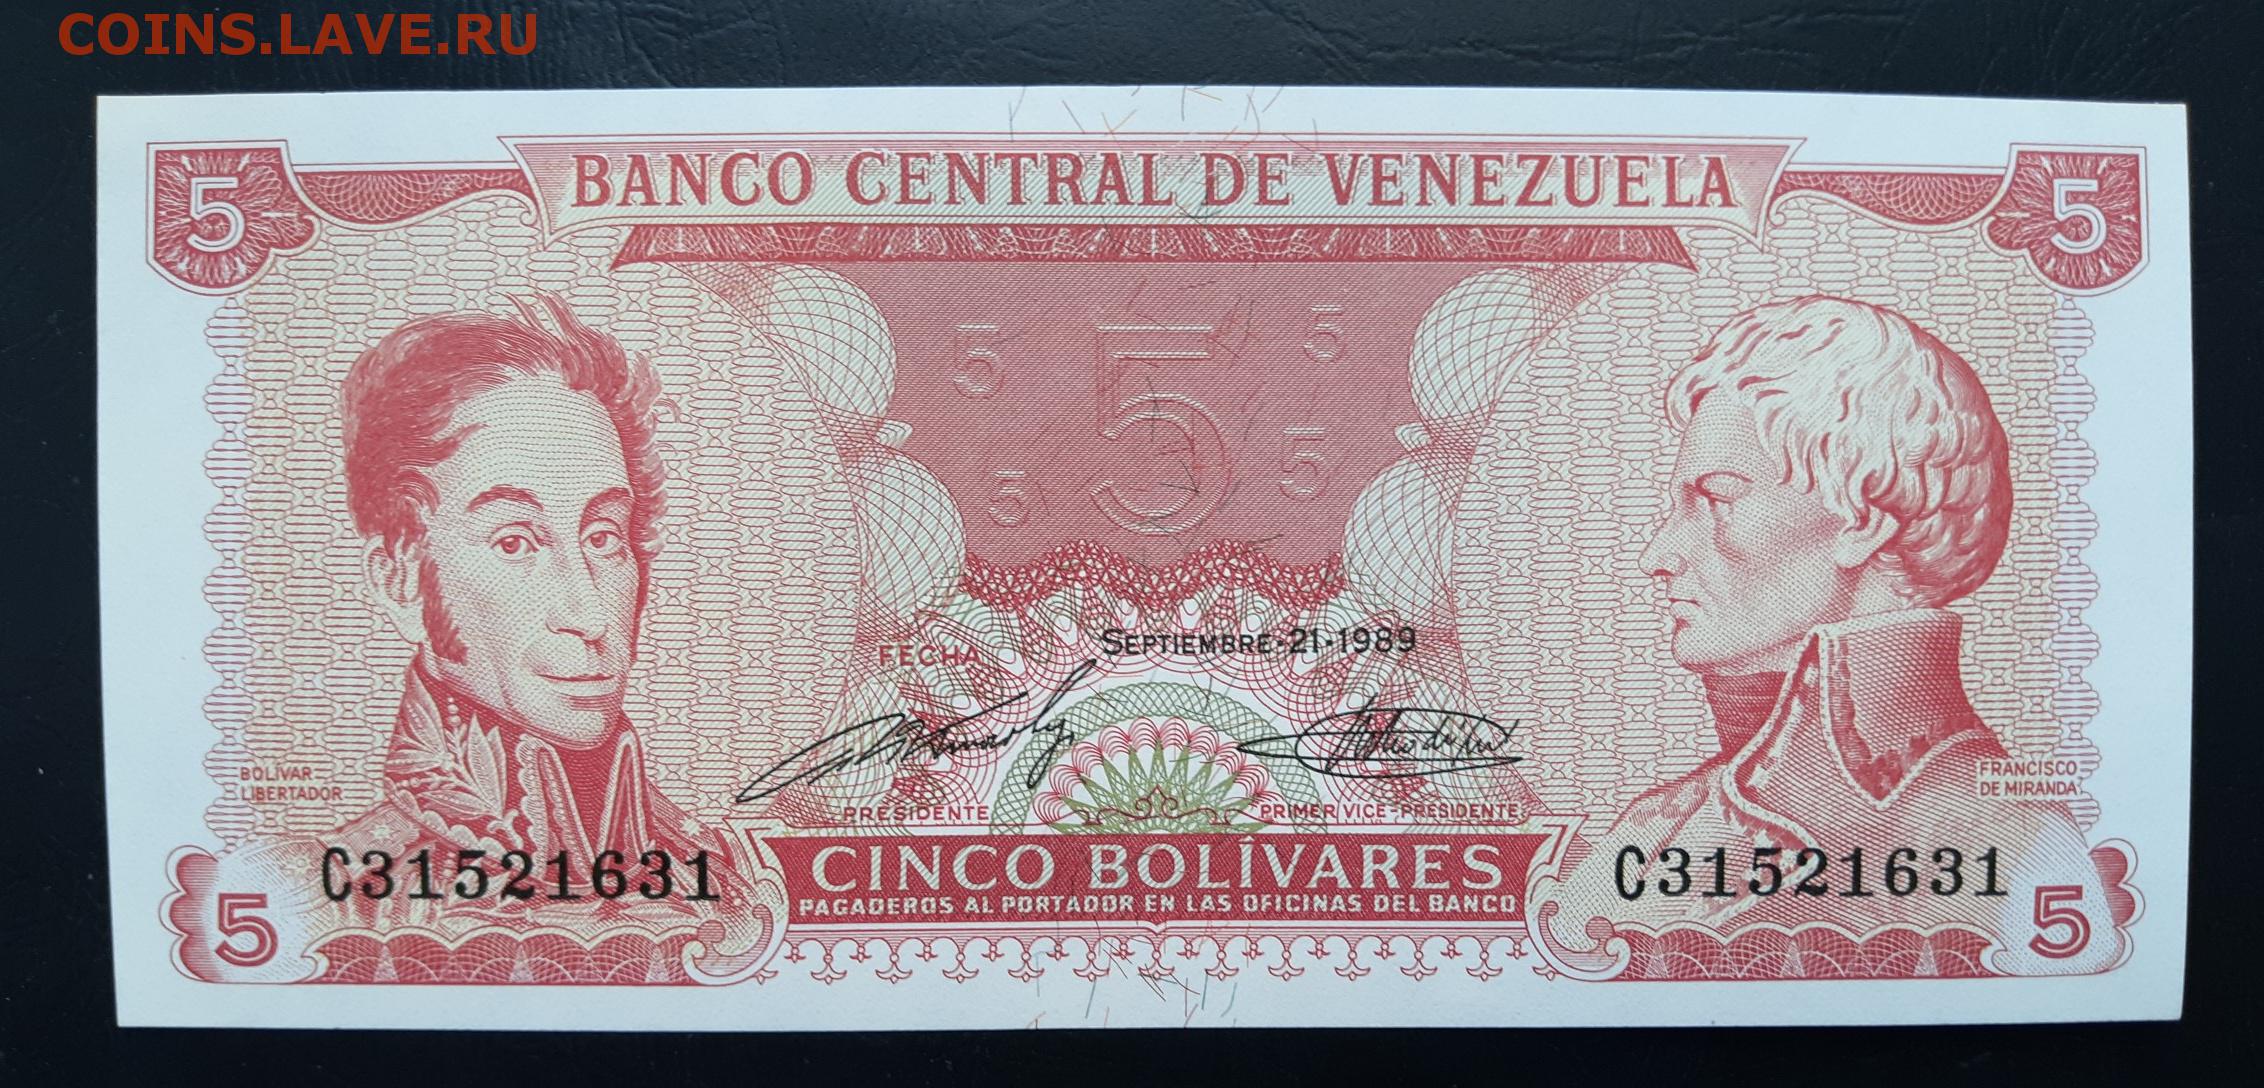 COINS.LAVE.RU
BANCO CENTRAL DE VENEZUELA
5
5
5
5
5
5
5
FECHA SEPTIEMBRE-21-1989
BOLÍVAR
LIBERTADOR
FRANCISCO
DE MIRANDA
PRESIDENTE
PRIMER VICE-PRESIDENTE
CINCO BOLÍVARES
PAGADEROS AL PORTADOR EN LAS OFICINAS DEL BANCO
C31521631
C31521631
5
5